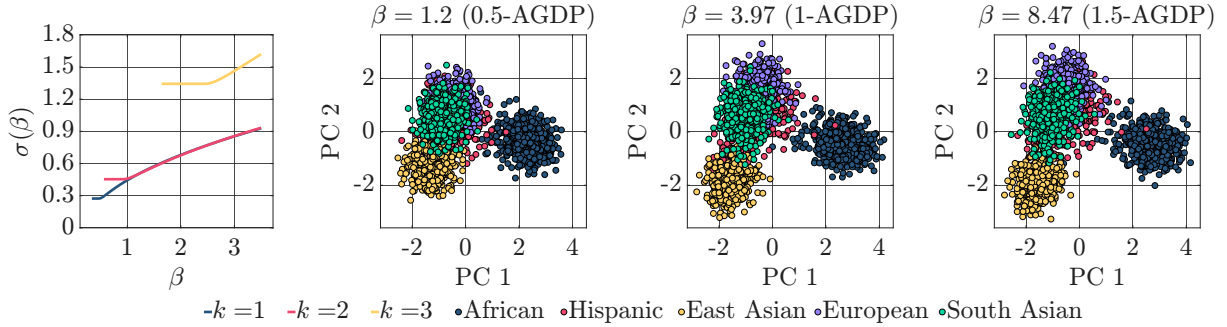 β = 1.2 (0.5-AGDP)
β = 3.97 (1-AGDP)
β = 8.47 (1.5-AGDP)
σ(β)
1.8
1.5
1.2
0.9
0.6
0.3
0
1
2
3
β
PC 2
2
0
-2
-2
0
2
4
PC 1
PC 2
2
0
-2
-2
0
2
4
PC 1
PC 2
2
0
-2
-2
0
2
4
PC 1
k =1
k =2
k =3
African
Hispanic
East Asian
European
South Asian